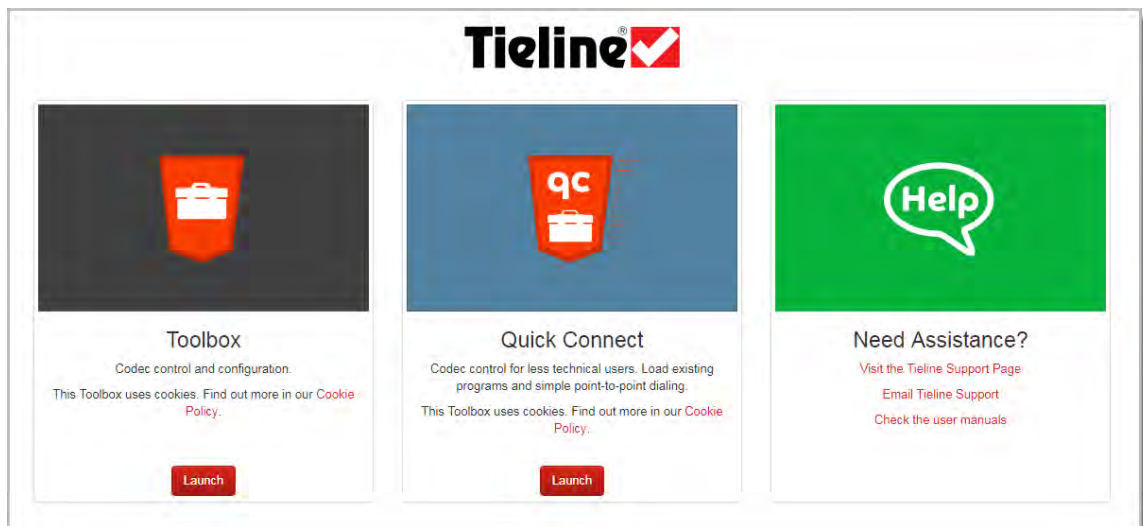 Tieline®
qc
Help
Toolbox
Codec control and configuration.
This Toolbox uses cookies. Find out more in our Cookie
Policy.
Launch
Quick Connect
Codec control for less technical users. Load existing
programs and simple point-to-point dialing.
This Toolbox uses cookies. Find out more in our Cookie
Policy.
Launch
Need Assistance?
Visit the Tieline Support Page
Email Tieline Support
Check the user manuals